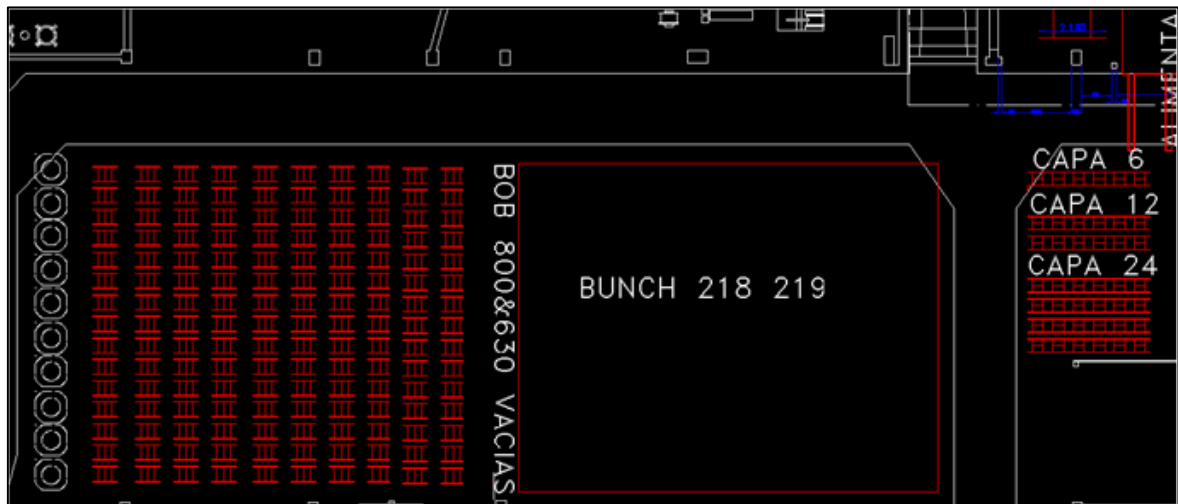 ALIMENTA
CAPA 6
CAPA 12
CAPA 24
BOB 800&630 VACIAS
BUNCH 218 219